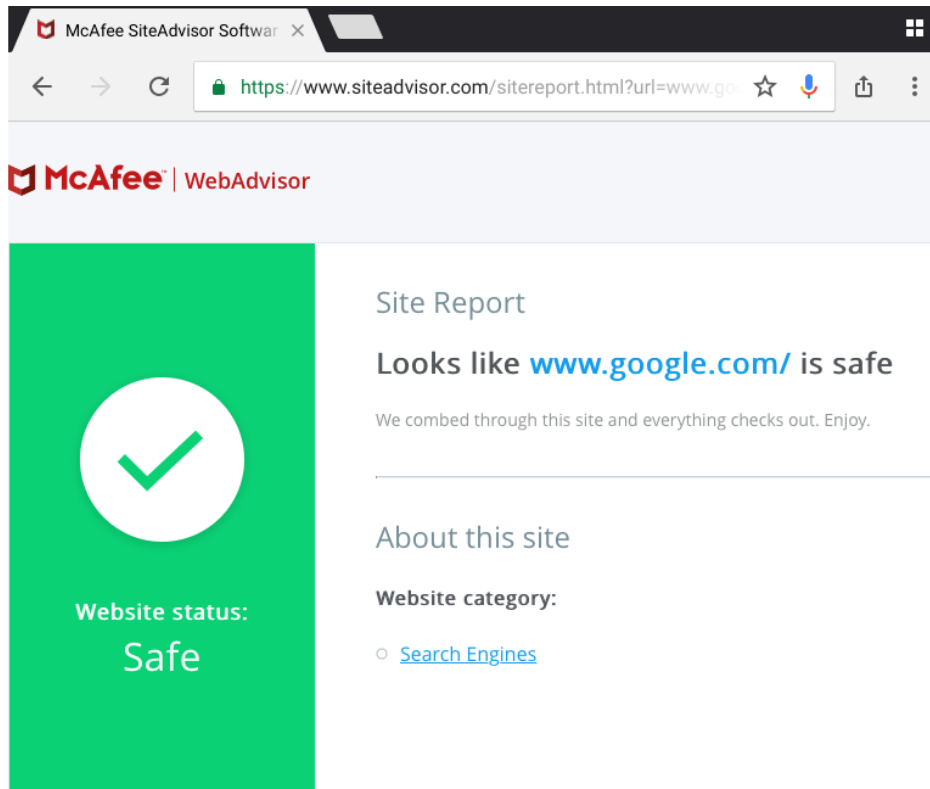 McAfee SiteAdvisor Softwar
https://www.siteadvisor.com/sitereport.html?url=www.go
McAfee™ | WebAdvisor
Site Report
Looks like www.google.com/ is safe
We combed through this site and everything checks out. Enjoy.
About this site
Website category:
Search Engines
Website status:
Safe